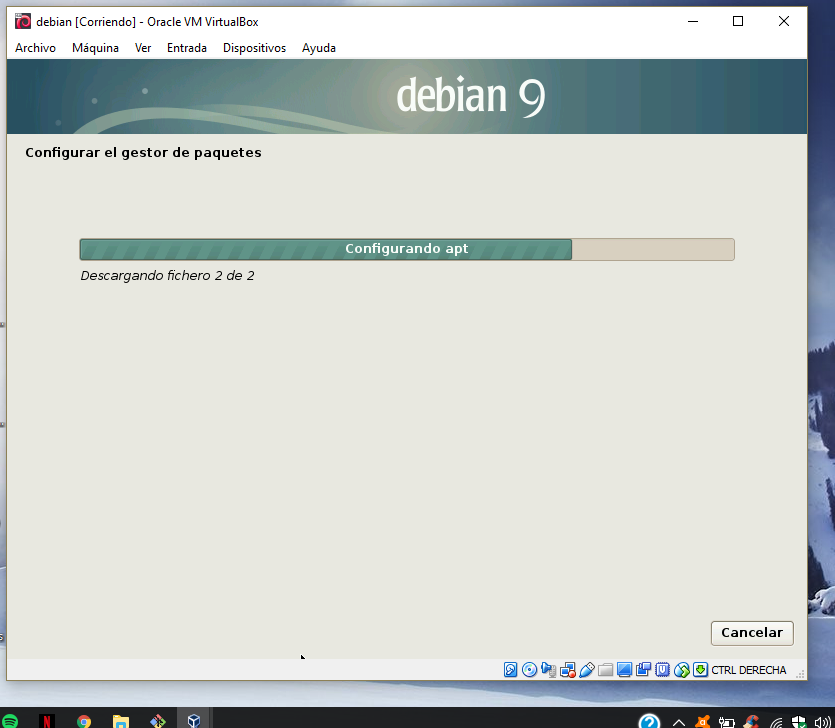 debian [Corriendo] - Oracle VM VirtualBox
Archivo Máquina Ver Entrada Dispositivos Ayuda
debian 9
Configurar el gestor de paquetes
Configurando apt
Descargando fichero 2 de 2
Cancelar
CTRL DERECHA